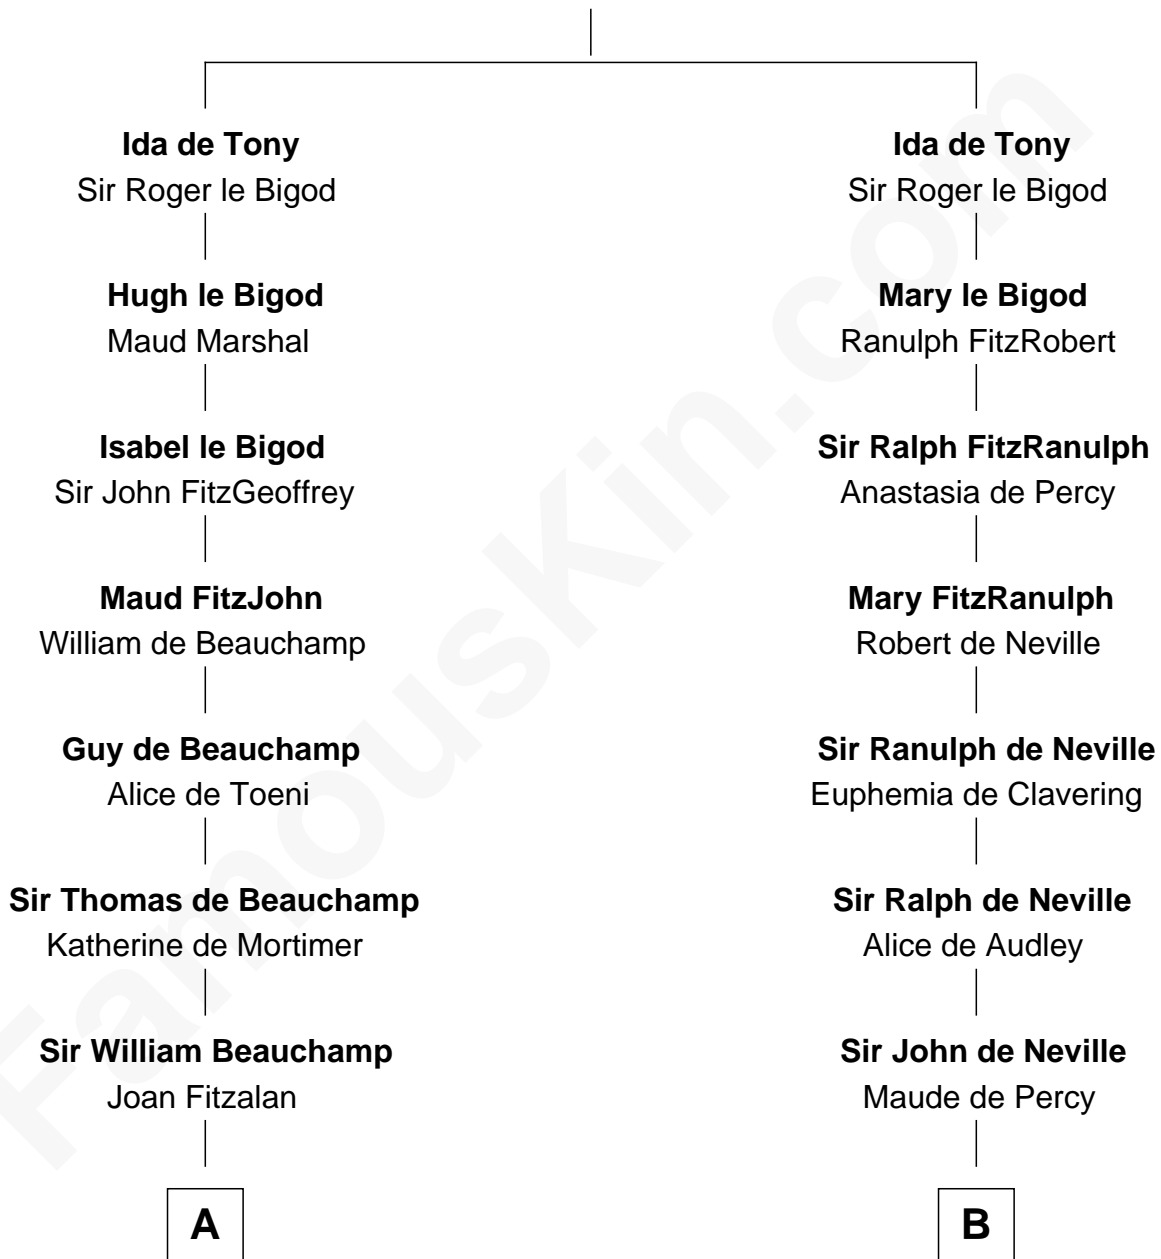 Ida de Tony
Sir Roger le Bigod
Hugh le Bigod
Maud Marshal
Isabel le Bigod
Sir John FitzGeoffrey
Maud FitzJohn
William de Beauchamp
Guy de Beauchamp
Alice de Toeni
Sir Thomas de Beauchamp
Katherine de Mortimer
Sir William Beauchamp
Joan Fitzalan
A
Ida de Tony
Sir Roger le Bigod
Mary le Bigod
Ranulph FitzRobert
Sir Ralph FitzRanulph
Anastasia de Percy
Mary FitzRanulph
Robert de Neville
Sir Ranulph de Neville
Euphemia de Clavering
Sir Ralph de Neville
Alice de Audley
Sir John de Neville
Maude de Percy
B
FamousKin.com